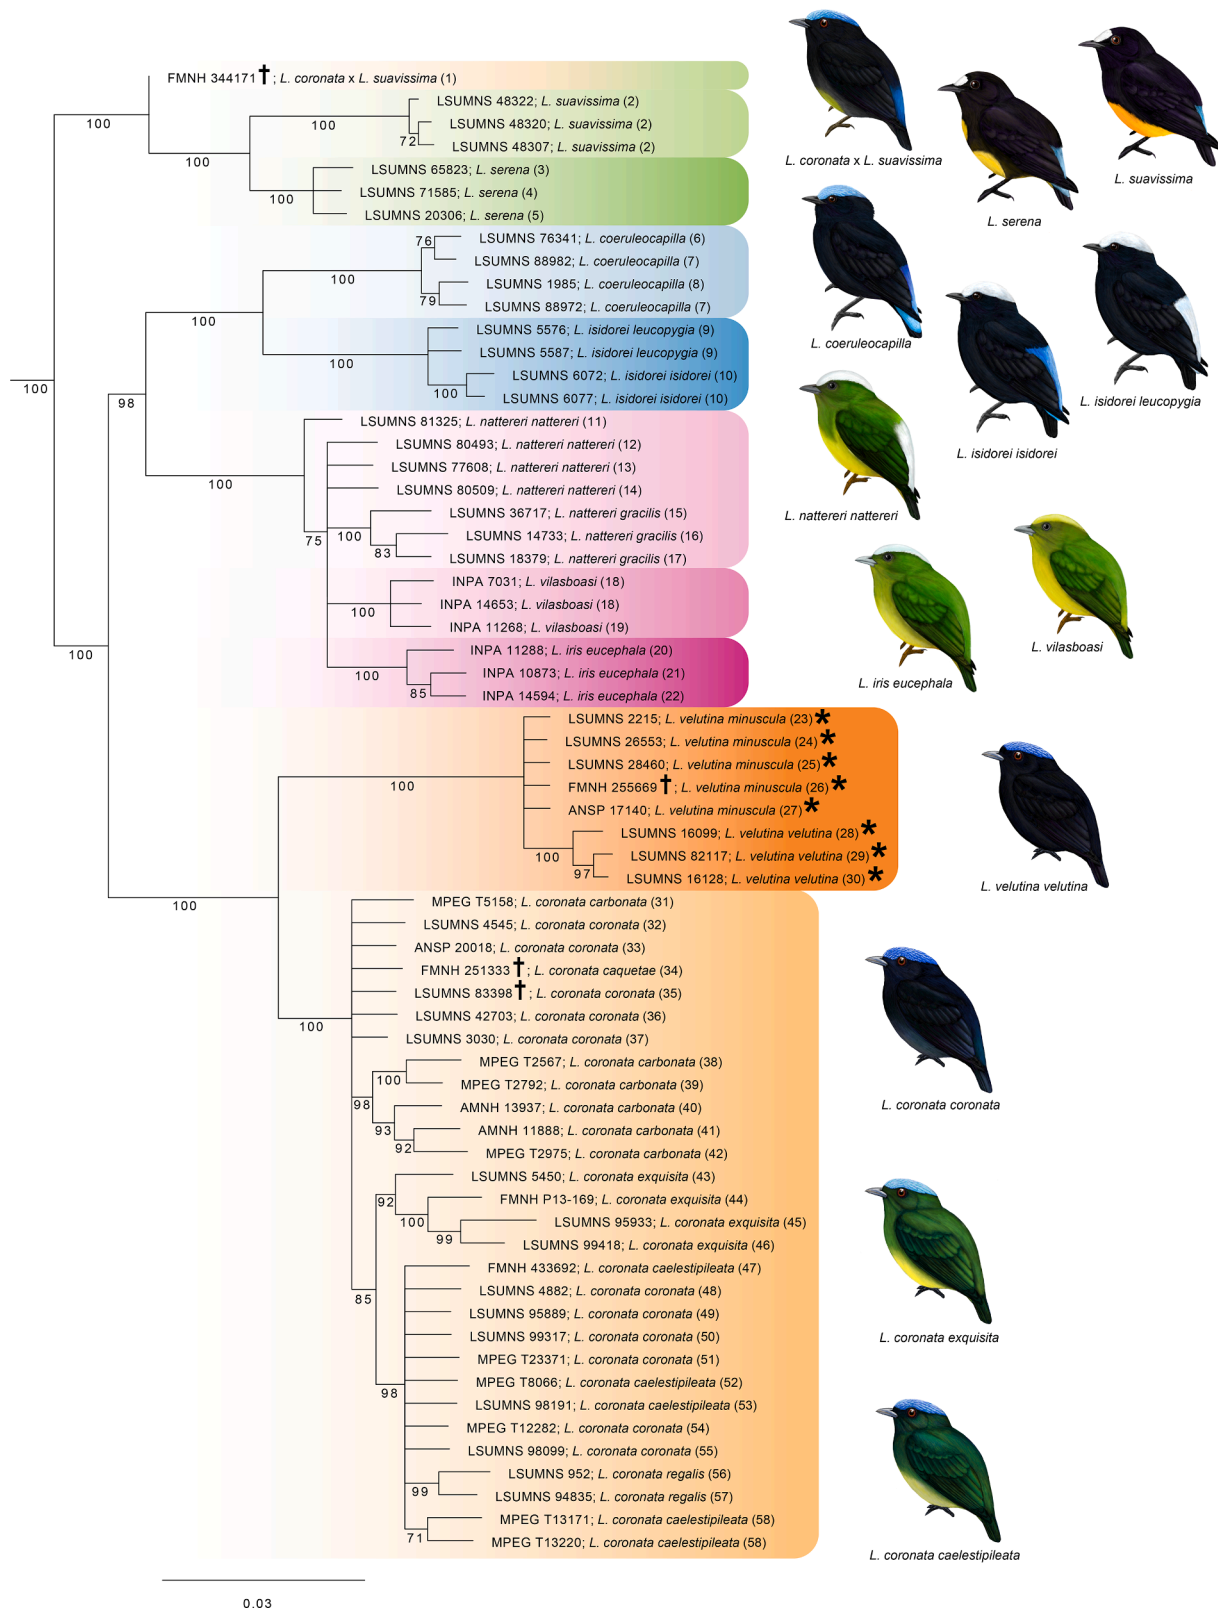 FMNH 344171†; L. coronata x L. suavissima (1)
LSUMNS 48322; L. suavissima (2)
LSUMNS 48320; L. suavissima (2)
LSUMNS 48307; L. suavissima (2)
LSUMNS 65823; L. serena (3)
LSUMNS 71585; L. serena (4)
LSUMNS 20306; L. serena (5)
LSUMNS 76341; L. coeruleocapilla (6)
LSUMNS 88982; L. coeruleocapilla (7)
LSUMNS 1985; L. coeruleocapilla (8)
LSUMNS 88972; L. coeruleocapilla (7)
LSUMNS 5576; L. isidorei leucopygia (9)
LSUMNS 5587; L. isidorei leucopygia (9)
LSUMNS 6072; L. isidorei isidorei (10)
LSUMNS 6077; L. isidorei isidorei (10)
LSUMNS 81325; L. nattereri nattereri (11)
LSUMNS 80493; L. nattereri nattereri (12)
LSUMNS 77608; L. nattereri nattereri (13)
LSUMNS 80509; L. nattereri nattereri (14)
LSUMNS 36717; L. nattereri gracilis (15)
LSUMNS 14733; L. nattereri gracilis (16)
LSUMNS 18379; L. nattereri gracilis (17)
INPA 7031; L. vilasboasi (18)
INPA 14653; L. vilasboasi (18)
INPA 11268; L. vilasboasi (19)
INPA 11288; L. iris eucephala (20)
INPA 10873; L. iris eucephala (21)
INPA 14594; L. iris eucephala (22)
LSUMNS 2215; L. velutina minuscula (23)*
LSUMNS 26553; L. velutina minuscula (24)*
LSUMNS 28460; L. velutina minuscula (25)*
FMNH 255669†; L. velutina minuscula (26)*
ANSP 17140; L. velutina minuscula (27)*
LSUMNS 16099; L. velutina velutina (28)*
LSUMNS 82117; L. velutina velutina (29)*
LSUMNS 16128; L. velutina velutina (30)*
MPEG T5158; L. coronata carbonata (31)
LSUMNS 4545; L. coronata coronata (32)
ANSP 20018; L. coronata coronata (33)
FMNH 251333†; L. coronata caquetae (34)
LSUMNS 83398†; L. coronata coronata (35)
LSUMNS 42703; L. coronata coronata (36)
LSUMNS 3030; L. coronata coronata (37)
MPEG T2567; L. coronata carbonata (38)
MPEG T2792; L. coronata carbonata (39)
AMNH 13937; L. coronata carbonata (40)
AMNH 11888; L. coronata carbonata (41)
MPEG T2975; L. coronata carbonata (42)
LSUMNS 5450; L. coronata exquisita (43)
FMNH P13-169; L. coronata exquisita (44)
LSUMNS 95933; L. coronata exquisita (45)
LSUMNS 99418; L. coronata exquisita (46)
FMNH 433692; L. coronata caelestipileata (47)
LSUMNS 4882; L. coronata coronata (48)
LSUMNS 95889; L. coronata coronata (49)
LSUMNS 99317; L. coronata coronata (50)
MPEG T23371; L. coronata coronata (51)
MPEG T8066; L. coronata caelestipileata (52)
LSUMNS 98191; L. coronata caelestipileata (53)
MPEG T12282; L. coronata coronata (54)
LSUMNS 98099; L. coronata coronata (55)
LSUMNS 952; L. coronata regalis (56)
LSUMNS 94835; L. coronata regalis (57)
MPEG T13171; L. coronata caelestipileata (58)
MPEG T13220; L. coronata caelestipileata (58)
100
100
72
100
100
76
100
79
100
100
100
100
98
100
100
75
83
100
100
85
100
100
100
97
100
100
100
98
93
92
92
100
99
85
98
99
71
0.03
L. coronata x L. suavissima
L. suavissima
L. serena
L. coeruleocapilla
L. isidorei leucopygia
L. isidorei isidorei
L. nattereri nattereri
L. vilasboasi
L. iris eucephala
L. velutina velutina
L. coronata coronata
L. coronata exquisita
L. coronata caelestipileata